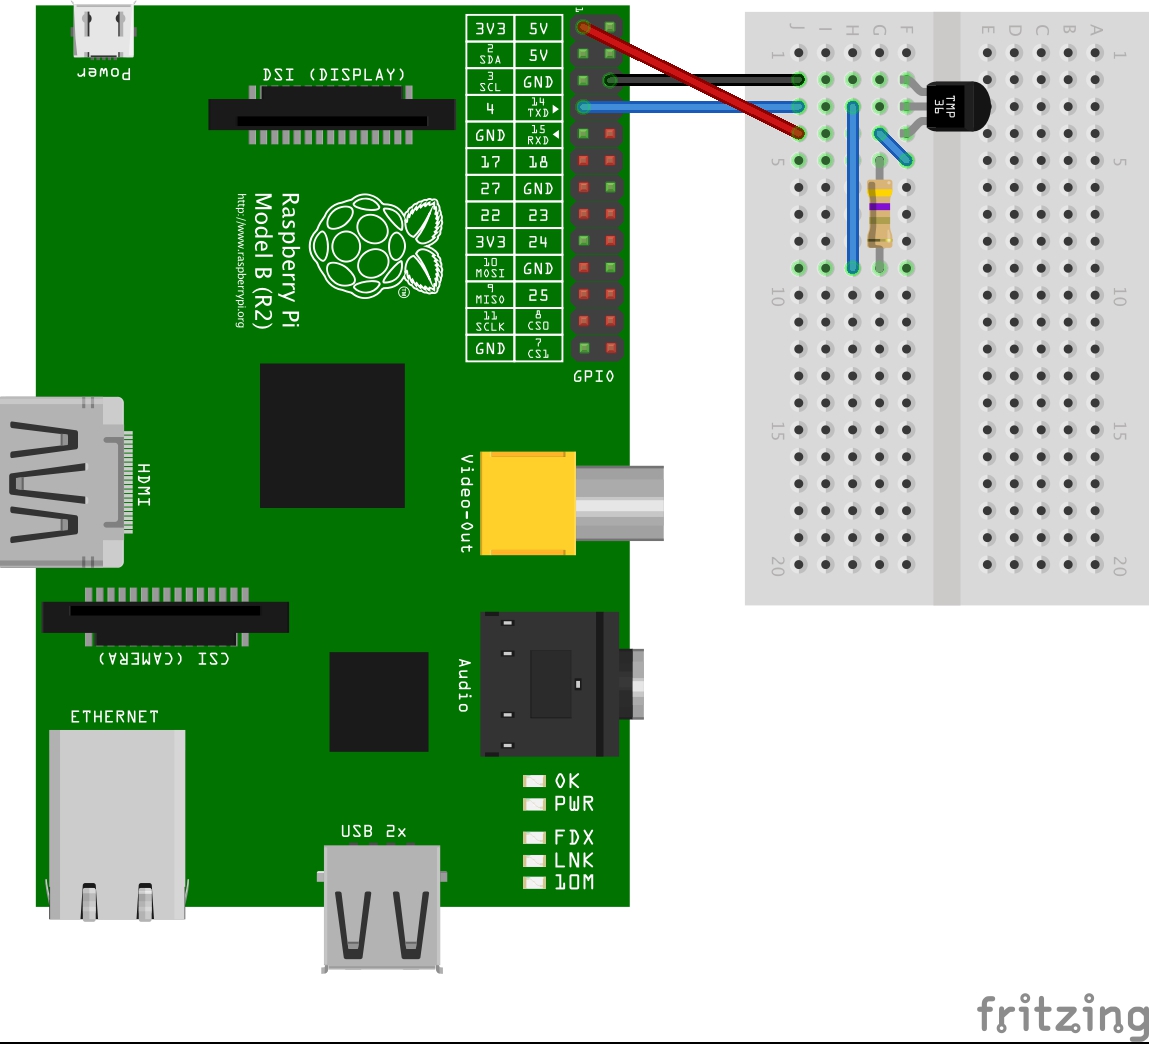 Power
DSI (DISPLAY)
1
3V3 5V
2 SDA 5V
3 SCL GND
4 14 TXD
GND 15 RXD
17 18
27 GND
22 23
3V3 24
10 MOSI GND
9 MISO 25
11 SCLK 8 CS0
GND 7 CS1
GPIO
Raspberry Pi
Model B (R2)
http://www.raspberrypi.org
®
HDMI
Video-Out
CSI (CAMERA)
Audio
ETHERNET
USB 2x
OK
PWR
FDX
LNK
10M
J I H G F E D C B A
1 1
TMP
36
5 5
10 10
15 15
20 20
fritzing